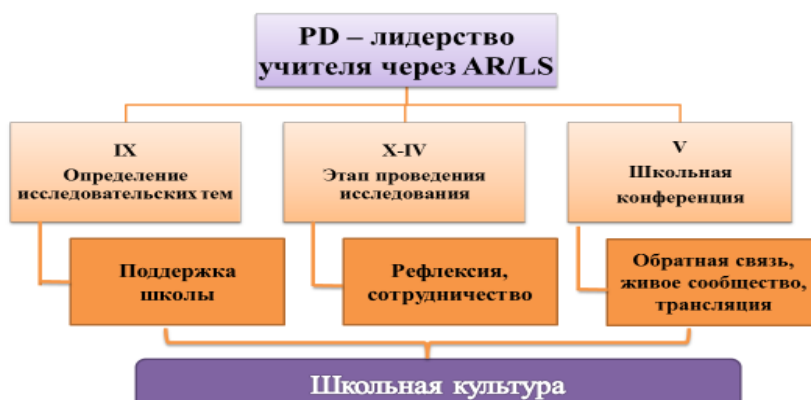 PD – лидерство
учителя через AR/LS
IX
Определение
исследовательских тем
X-IV
Этап проведения
исследования
V
Школьная
конференция
Поддержка
школы
Рефлексия,
сотрудничество
Обратная связь,
живое сообщество,
трансляция
Школьная культура